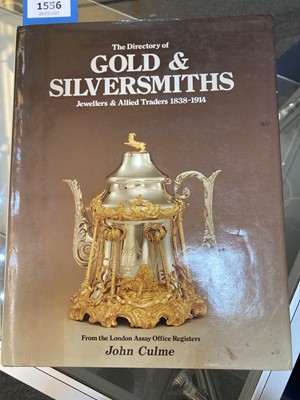 1556
The Directory of
GOLD &
SILVERSMITHS
Jewellers & Allied Traders 1838-1914
From the London Assay Office Registers
John Culme